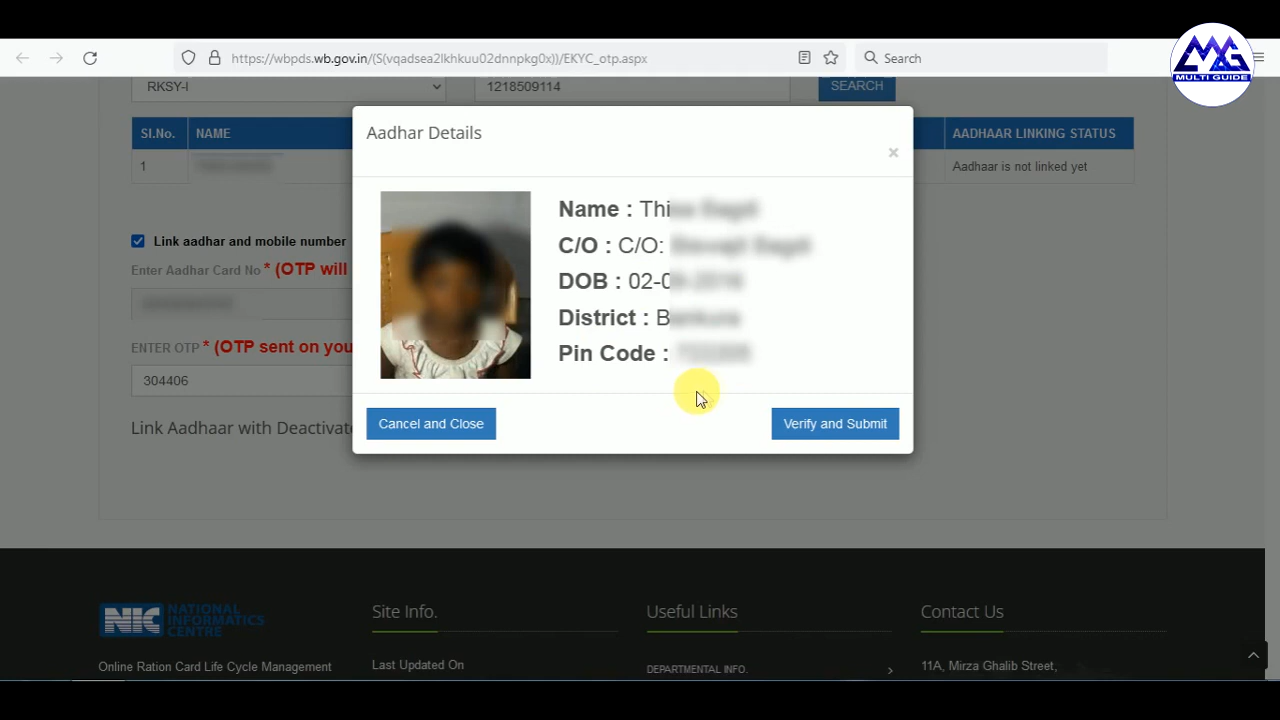 https://wbpds.wb.gov.in/(S(vqadsea2lkhkuu02dnnpkg0x))/EKYC_otp.aspx
Search
MULTI GUIDE
RKSY-I
1218509114
SEARCH
Sl.No.
NAME
AADHAAR LINKING STATUS
1
Aadhaar is not linked yet
Aadhar Details
×
Name :
C/O : C/O:
DOB :
District :
Pin Code :
Cancel and Close
Verify and Submit
Link aadhar and mobile number
Enter Aadhar Card No * (OTP will
ENTER OTP * (OTP sent on you
304406
Link Aadhaar with
NIC NATIONAL
INFORMATICS
CENTRE
Online Ration Card Life Cycle Management
Site Info.
Last Updated On
Useful Links
DEPARTMENTAL INFO.
Contact Us
11A, Mirza Ghalib Street,